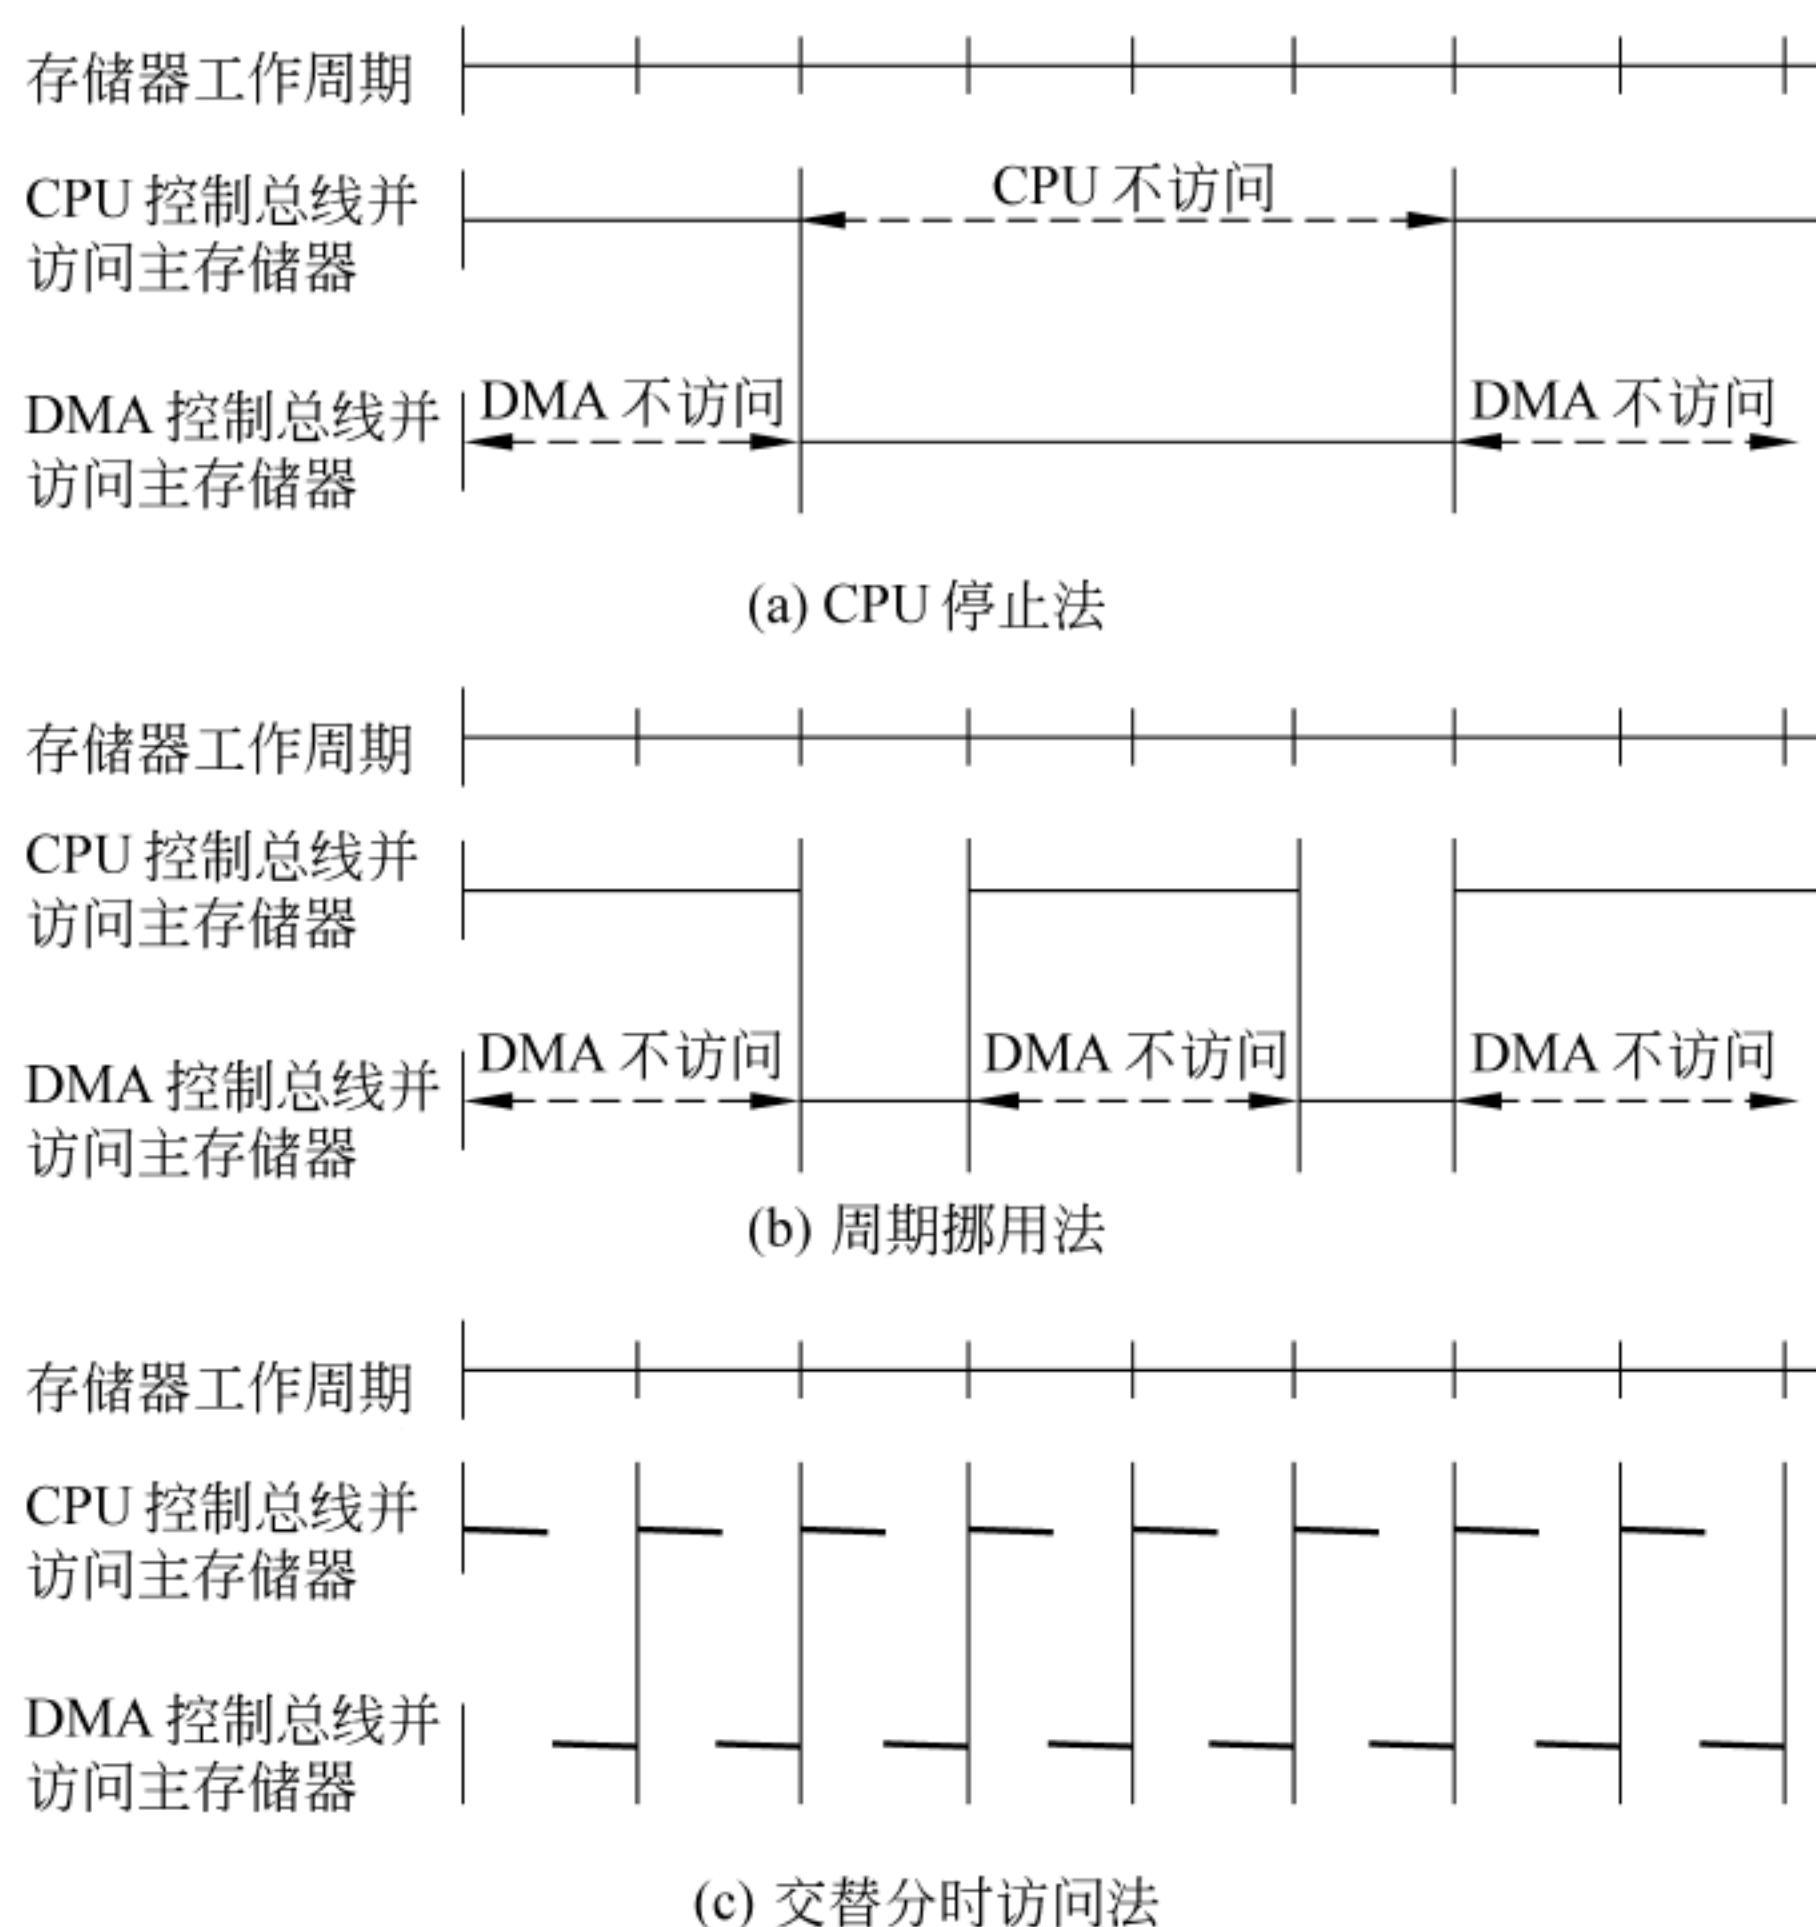 存储器工作周期
CPU 控制总线并
访问主存储器
CPU 不访问
DMA 控制总线并
访问主存储器
DMA 不访问
DMA 不访问
(a) CPU 停止法
存储器工作周期
CPU 控制总线并
访问主存储器
DMA 控制总线并
访问主存储器
DMA 不访问
DMA 不访问
DMA 不访问
(b) 周期挪用法
存储器工作周期
CPU 控制总线并
访问主存储器
DMA 控制总线并
访问主存储器
(c) 交替分时访问法